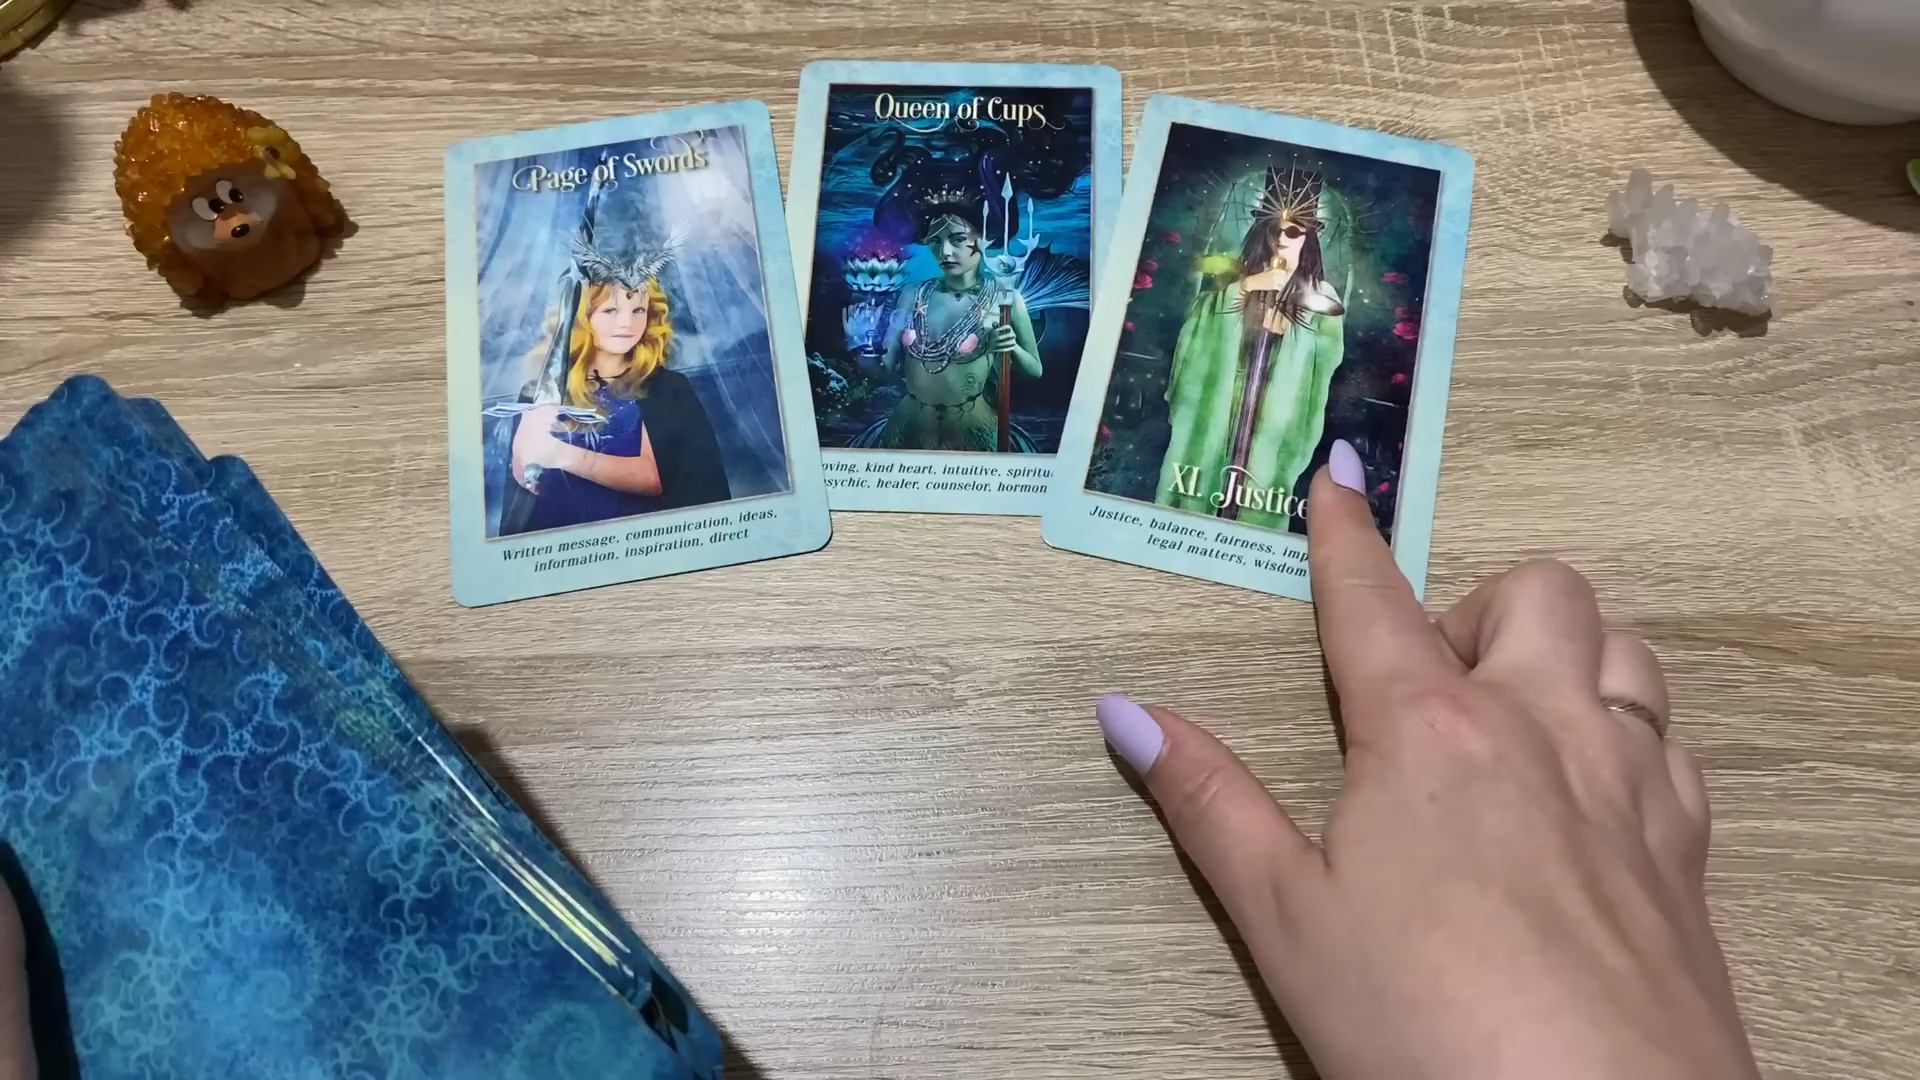 Page of Swords
Written message, communication, ideas,
information, inspiration, direct
Queen of Cups
oving, kind heart, intuitive, spiritu
sychic, healer, counselor, hormon
XI. Justice
Justice, balance, fairness, imp
legal matters, wisdom